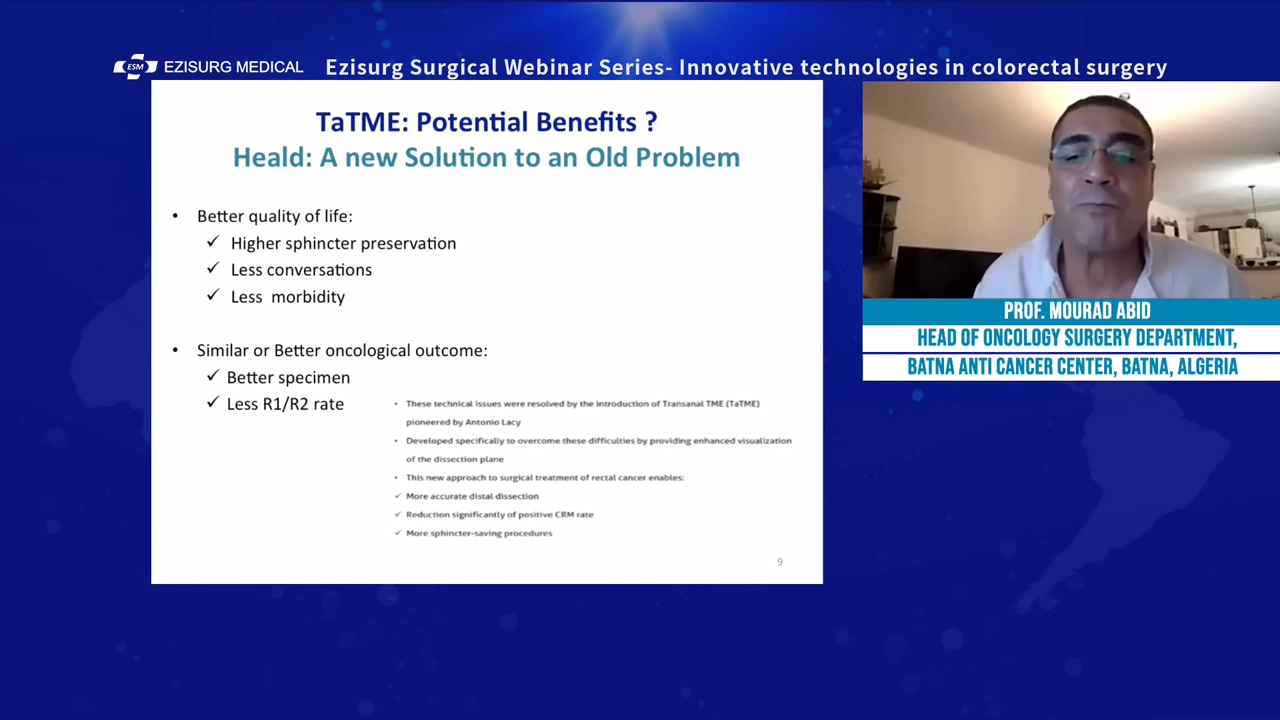 ESM EZISURG MEDICAL
Ezisurg Surgical Webinar Series- Innovative technologies in colorectal surgery
TaTME: Potential Benefits ?
Heald: A new Solution to an Old Problem
• Better quality of life:
✓ Higher sphincter preservation
✓ Less conversations
✓ Less morbidity
• Similar or Better oncological outcome:
✓ Better specimen
✓ Less R1/R2 rate
• These technical issues were resolved by the introduction of Transanal TME (TaTME)
pioneered by Antonio Lacy
• Developed specifically to overcome these difficulties by providing enhanced visualization
of the dissection plane
• This new approach to surgical treatment of rectal cancer enables:
✓ More accurate distal dissection
✓ Reduction significantly of positive CRM rate
✓ More sphincter-saving procedures
9
PROF. MOURAD ABID
HEAD OF ONCOLOGY SURGERY DEPARTMENT,
BATNA ANTI CANCER CENTER, BATNA, ALGERIA